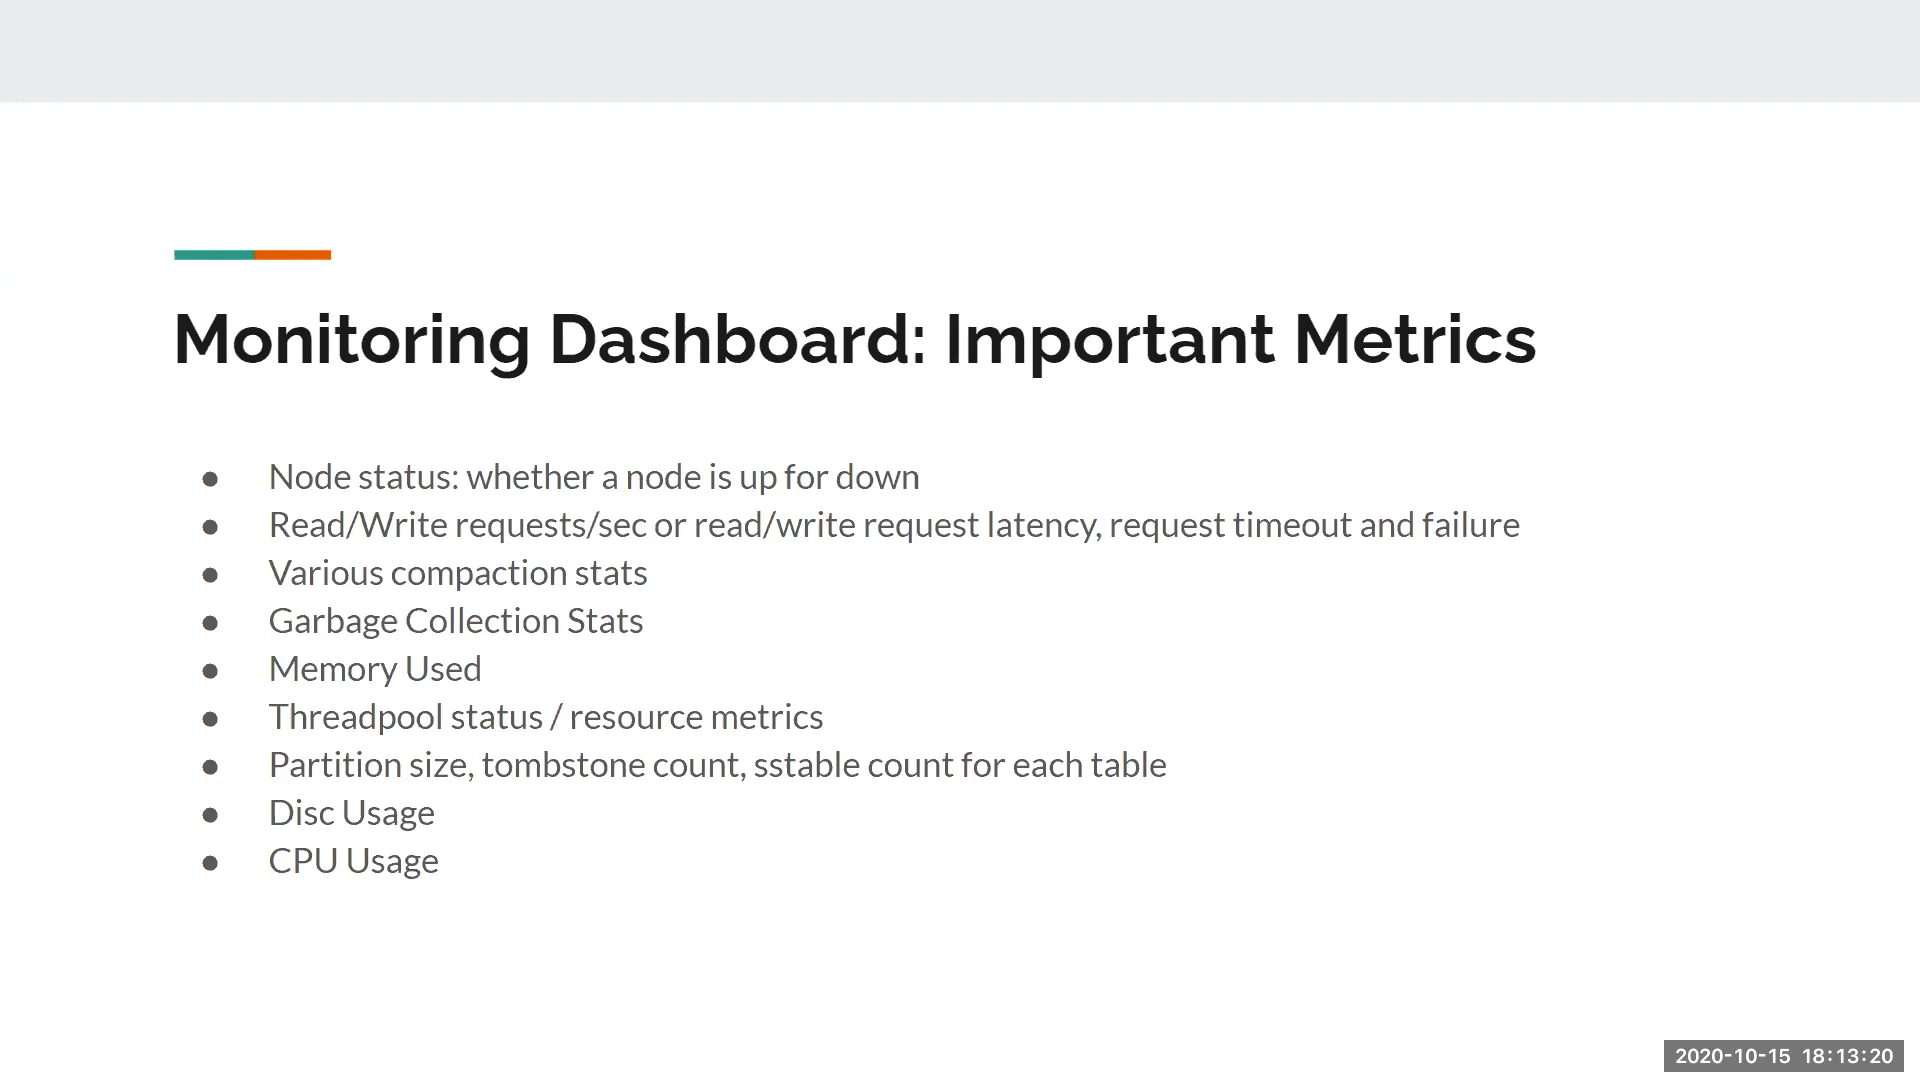 Monitoring Dashboard: Important Metrics
● Node status: whether a node is up for down
● Read/Write requests/sec or read/write request latency, request timeout and failure
● Various compaction stats
● Garbage Collection Stats
● Memory Used
● Threadpool status / resource metrics
● Partition size, tombstone count, sstable count for each table
● Disc Usage
● CPU Usage
2020-10-15 18:13:20